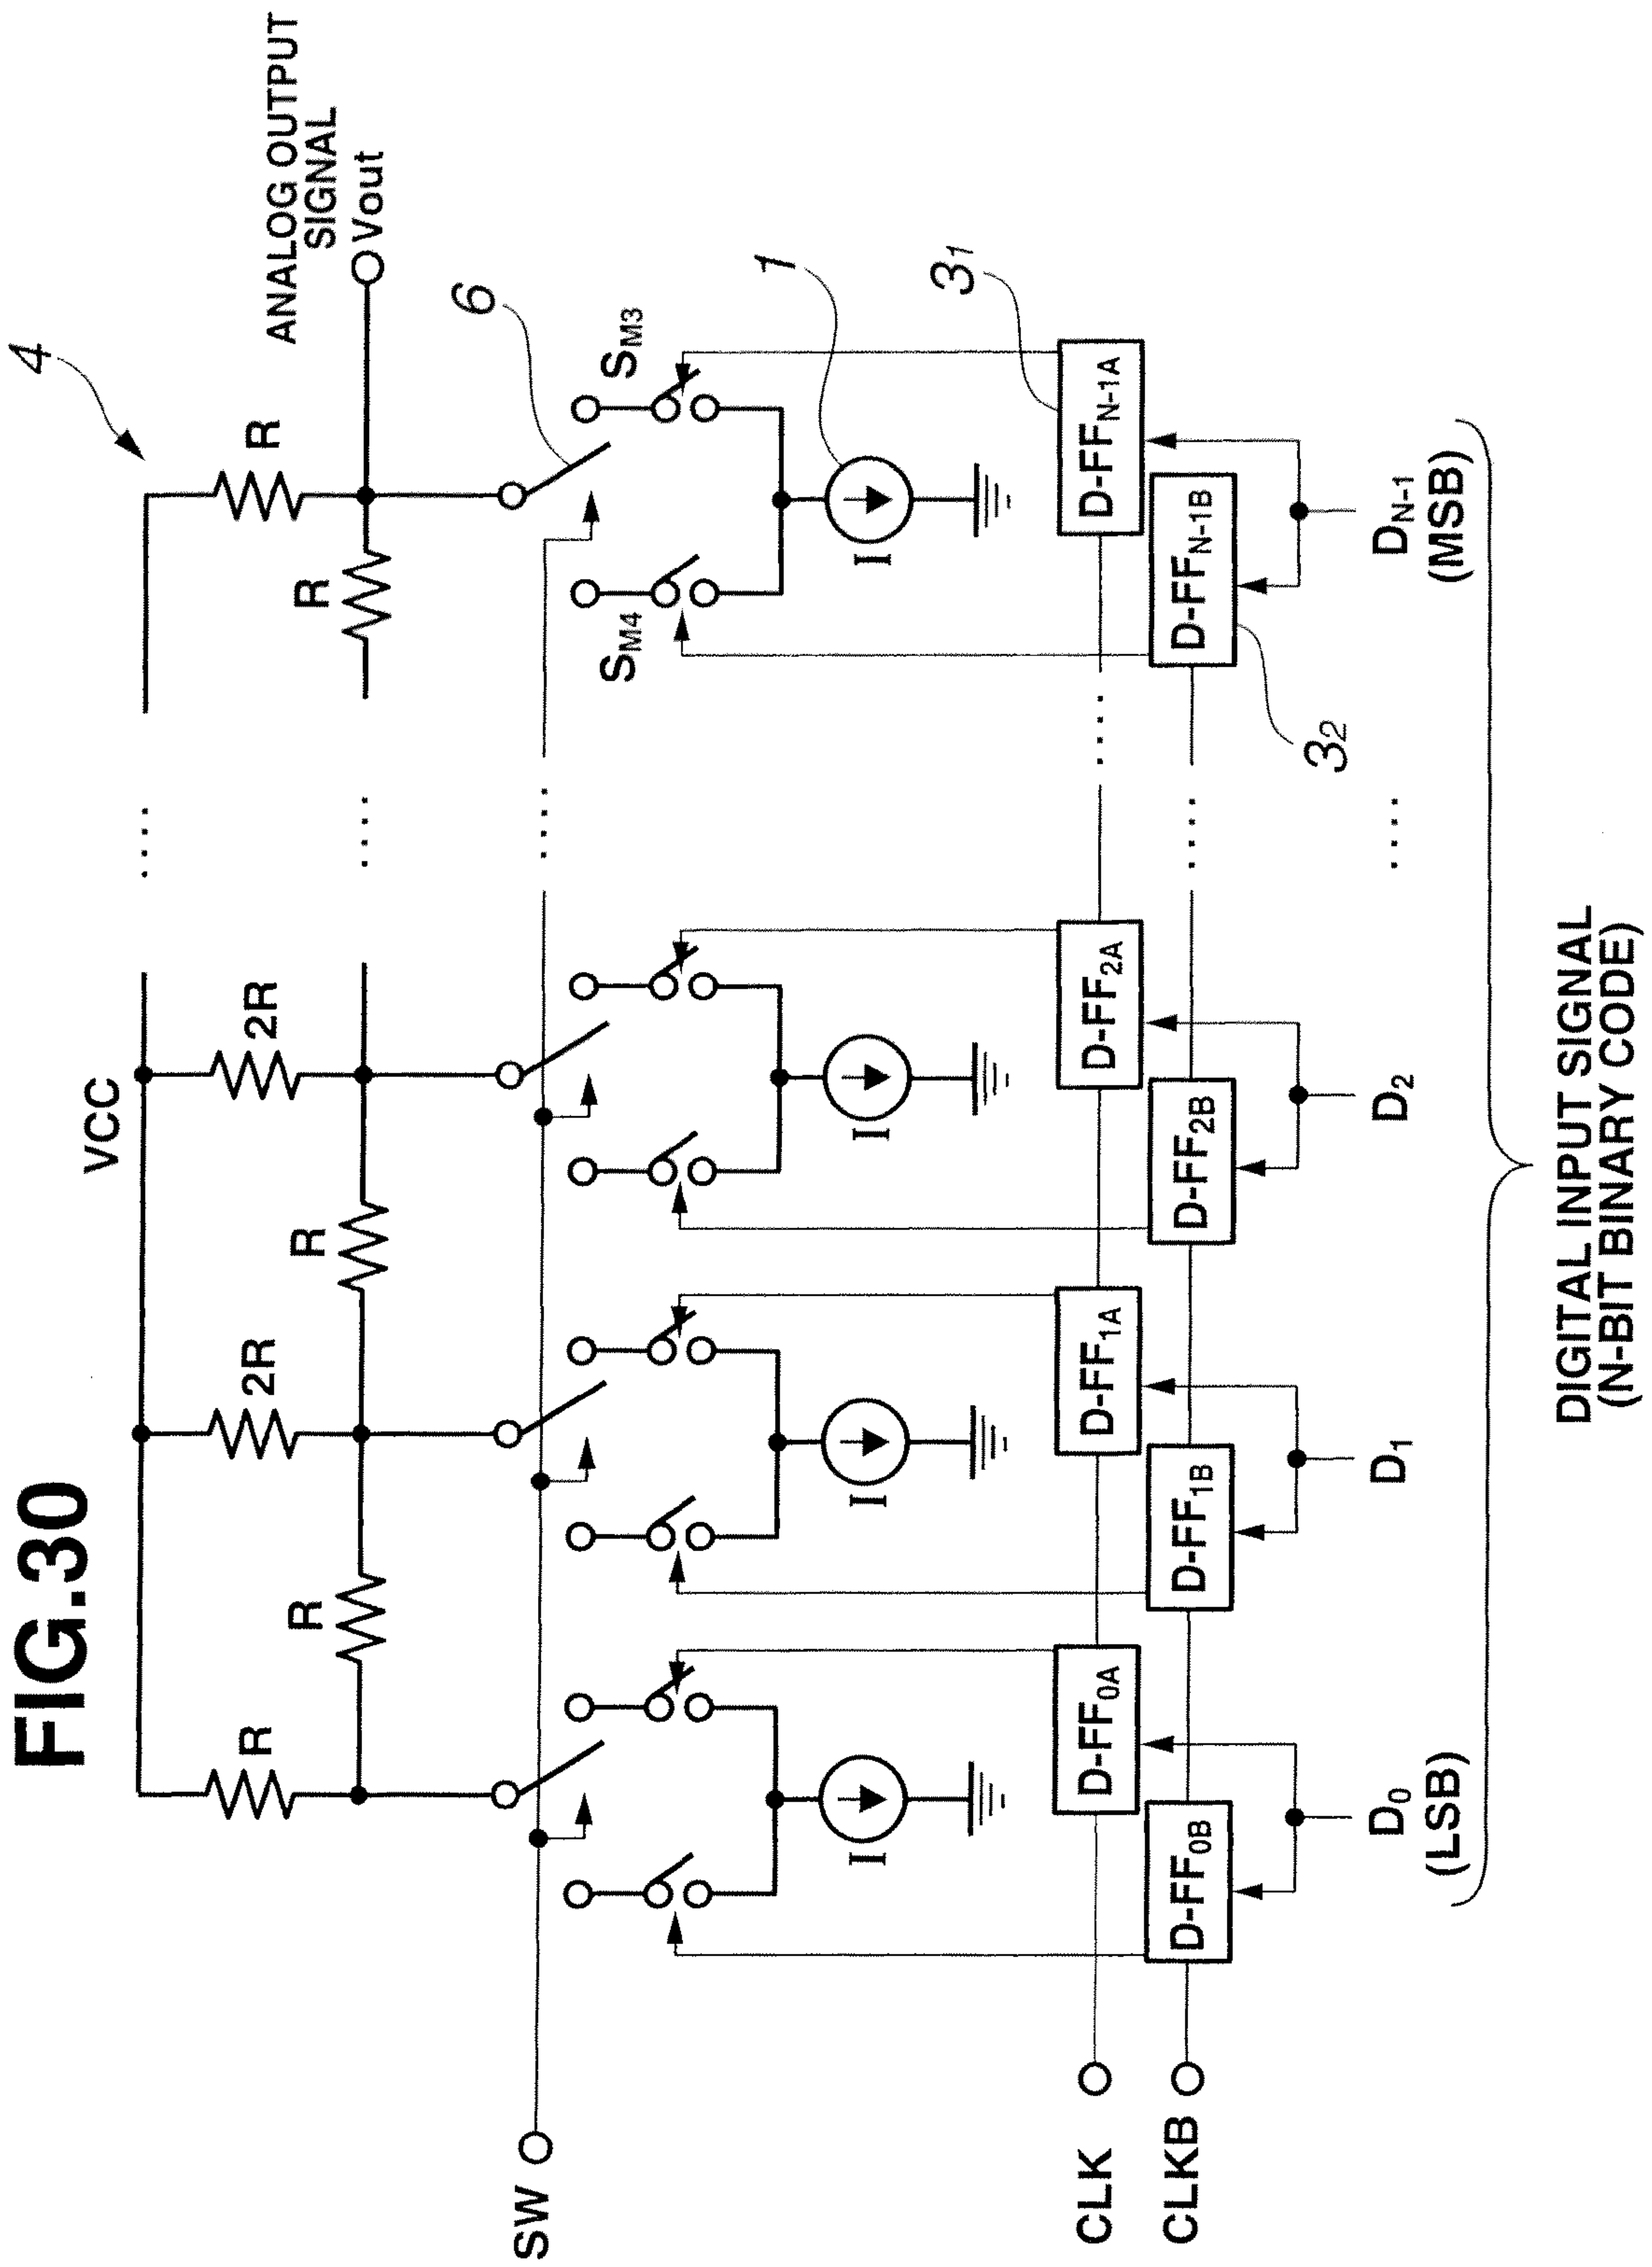 FIG.30
4
VCC
ANALOG OUTPUT
SIGNAL
Vout
R
2R
2R
R
R
R
R
6
SW
SM4
SM3
I
I
I
I
1
CLK
D-FF0A
D-FF1A
D-FF2A
....
D-FFN-1A
31
CLKB
D-FF0B
D-FF1B
D-FF2B
....
D-FFN-1B
32
D0
(LSB)
D1
D2
....
DN-1
(MSB)
DIGITAL INPUT SIGNAL
(N-BIT BINARY CODE)